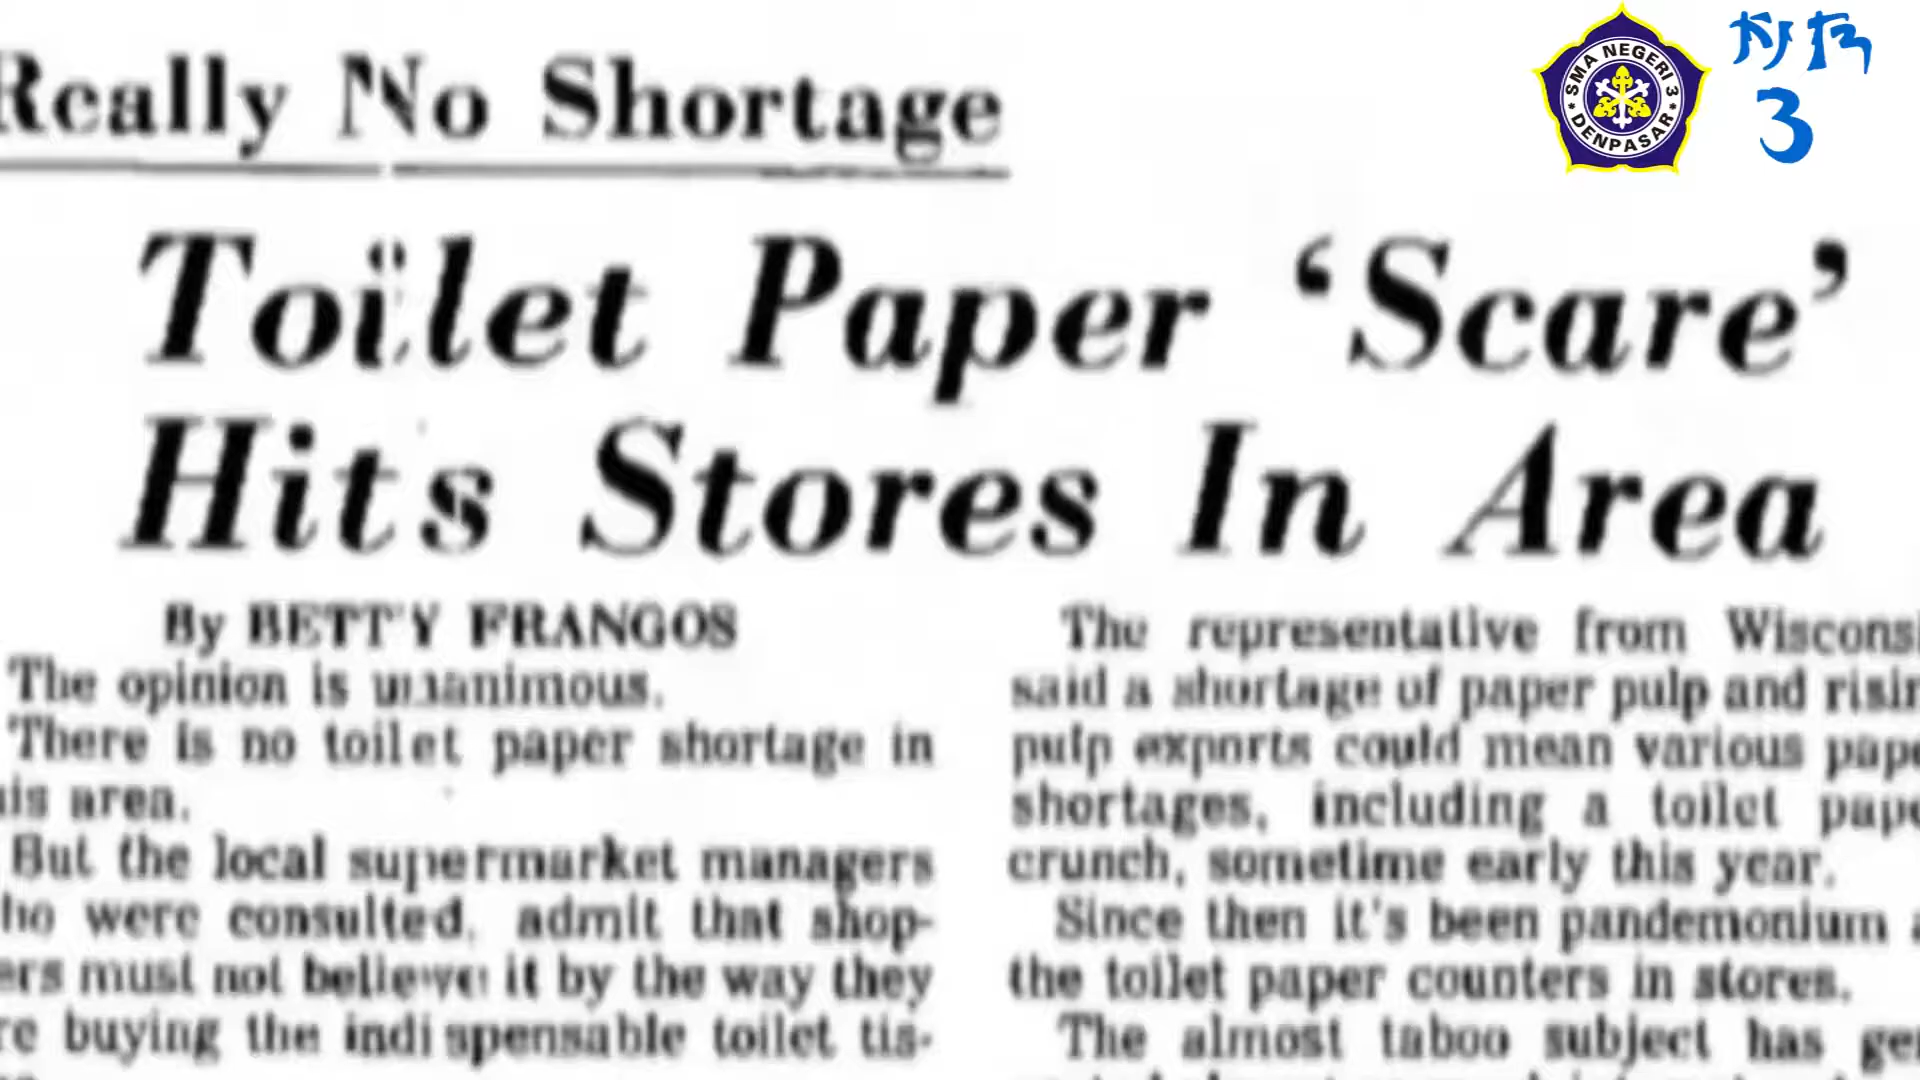 Really No Shortage
Toilet Paper ‘Scare’
Hits Stores In Area
By BETTY FRANGOS
The opinion is unanimous.
There is no toilet paper shortage in
his area.
But the local supermarket managers
ho were consulted, admit that shop-
ers must not believe it by the way they
re buying the indispensable toilet tis-
The representative from Wisconsi
said a shortage of paper pulp and risin
pulp exports could mean various pape
shortages, including a toilet pape
crunch, sometime early this year.
Since then it's been pandemonium a
the toilet paper counters in stores.
The almost taboo subject has gen
SMA NEGERI 3
* DENPASAR *
3